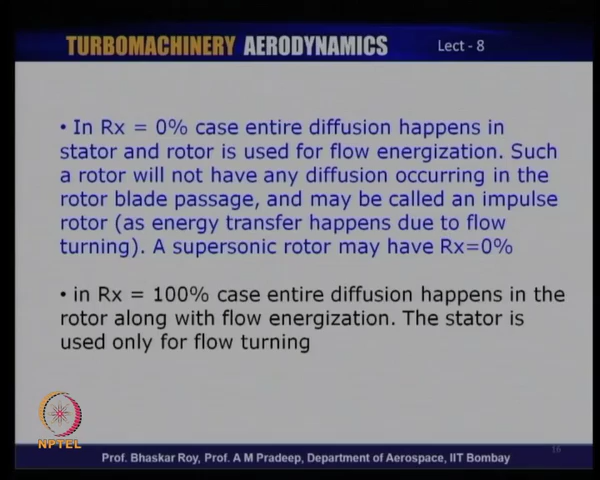 TURBOMACHINERY AERODYNAMICS Lect - 8
• In Rx = 0% case entire diffusion happens in
stator and rotor is used for flow energization. Such
a rotor will not have any diffusion occurring in the
rotor blade passage, and may be called an impulse
rotor (as energy transfer happens due to flow
turning). A supersonic rotor may have Rx=0%
• in Rx = 100% case entire diffusion happens in the
rotor along with flow energization. The stator is
used only for flow turning
NPTEL
16
Prof. Bhaskar Roy, Prof. A M Pradeep, Department of Aerospace, IIT Bombay